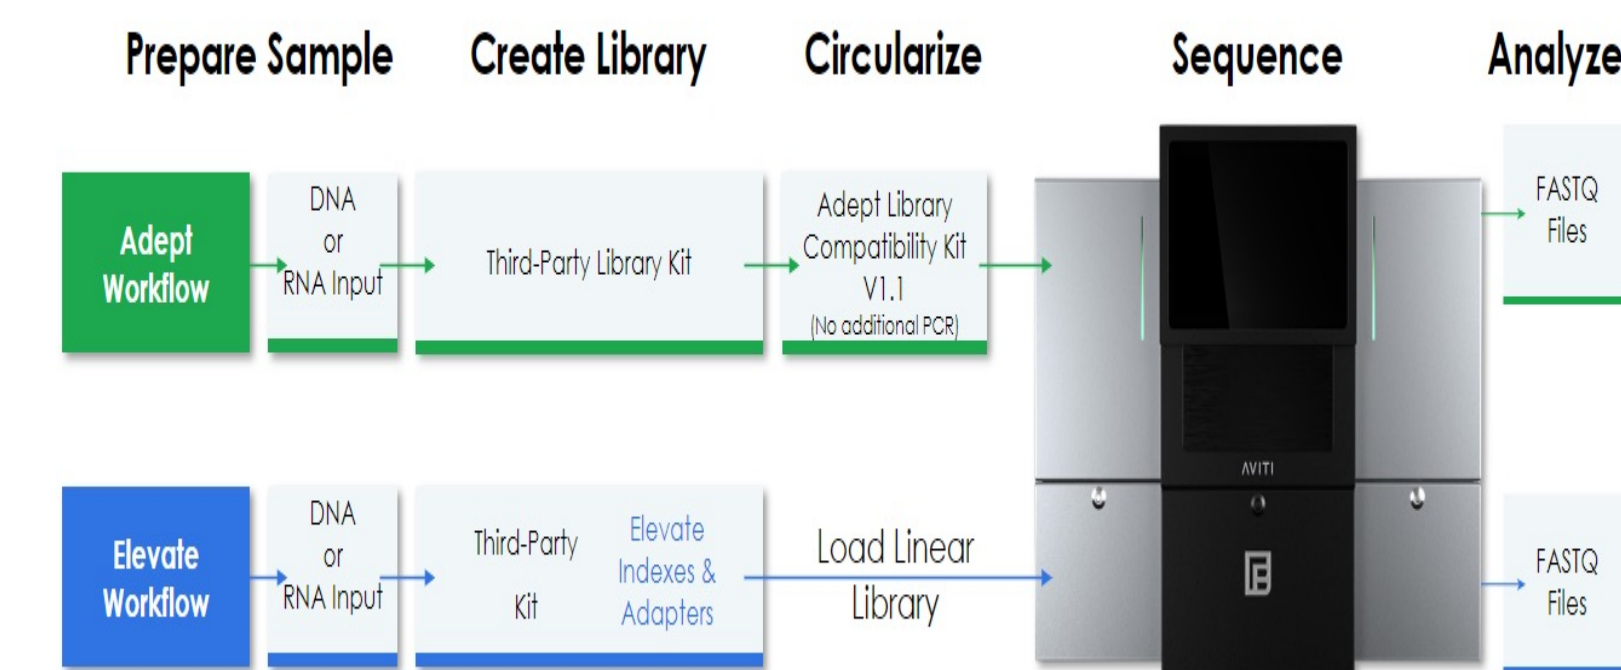 Prepare Sample
Create Library
Circularize
Sequence
Analyze
Adept
Workflow
DNA
or
RNA Input
Third-Party Library Kit
Adept Library
Compatibility Kit
V1.1
(No additional PCR)
FASTQ
Files
AVITI
Elevate
Workflow
DNA
or
RNA Input
Third-Party
Kit
Elevate
Indexes &
Adapters
Load Linear
Library
FASTQ
Files